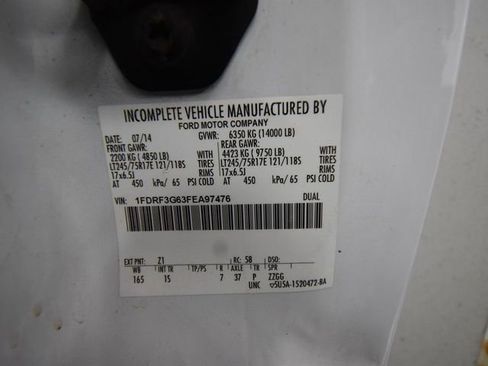 INCOMPLETE VEHICLE MANUFACTURED BY
FORD MOTOR COMPANY
DATE: 07/14 GVWR: 6350 KG (14000 LB)
FRONT GAWR: REAR GAWR:
2200 KG (4850 LB) WITH 4423 KG (9750 LB) WITH
LT245/75R17E 121/118S TIRES LT245/75R17E 121/118S TIRES
17x6.5J RIMS 17x6.5J RIMS
AT 450 kPa/ 65 PSI COLD AT 450 kPa/ 65 PSI COLD
VIN: 1FDRF3G63FEA97476 DUAL
EXT PNT: Z1 RC: 58 DSO:
WB INT TR TP/PS R AXLE TR SPR
165 1S 7 37 P ZZGG
UNC 5U5A-1520472-BA